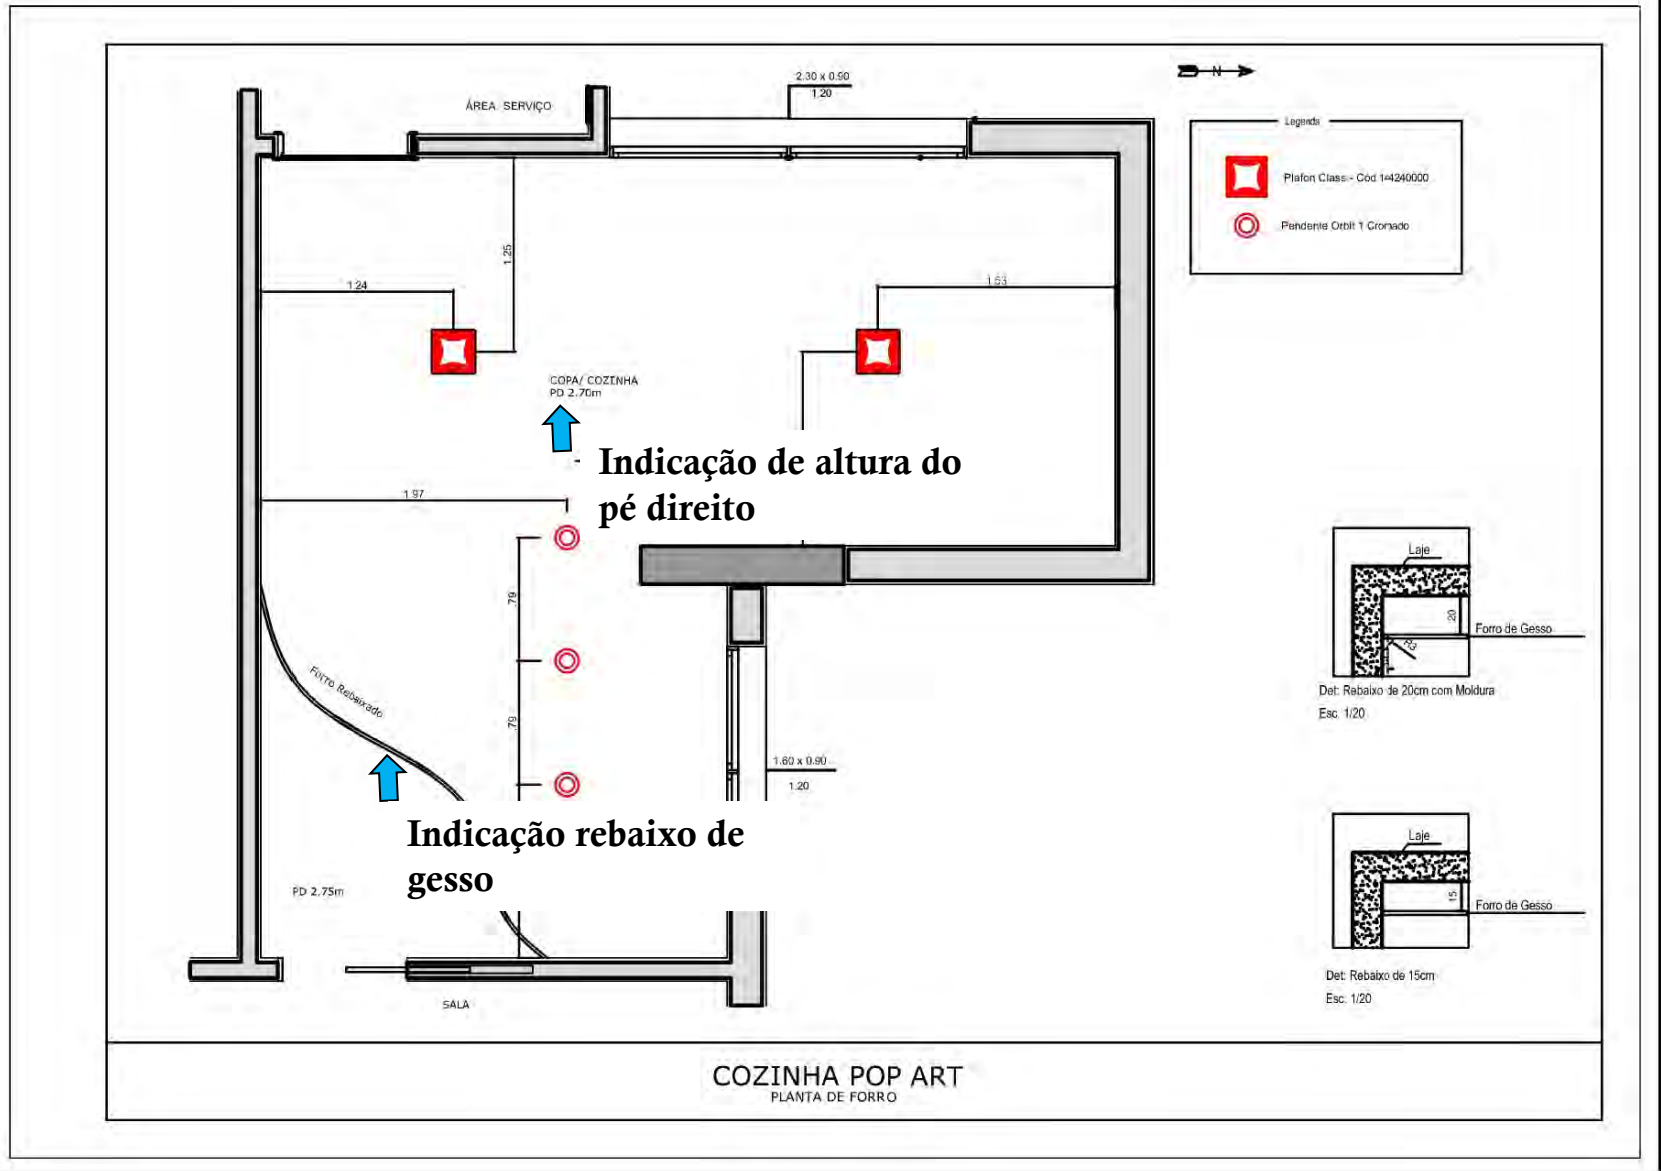 2.30 x 0.90
1.20
N
ÁREA SERVIÇO
Legenda
Plafon Class - Cód 14240000
Pendente Orbit 1 Cromado
1.25
1.24
1.53
COPA/ COZINHA
PD 2.70m
Indicação de altura do
pé direito
1.97
.79
.79
Forro Rebaixado
Laje
20
Forro de Gesso
R3
Det: Rebaixo de 20cm com Moldura
Esc. 1/20
1.60 x 0.90
1.20
Indicação rebaixo de
gesso
PD 2.75m
Laje
15
Forro de Gesso
Det: Rebaixo de 15cm
Esc. 1/20
SALA
COZINHA POP ART
PLANTA DE FORRO